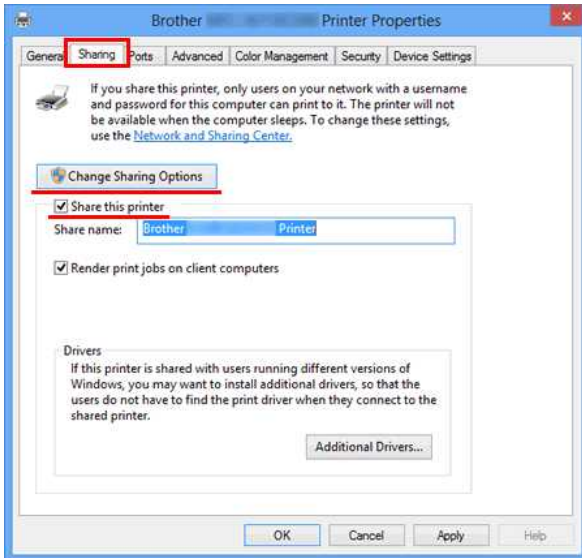 Brother Printer Properties
General Sharing Ports Advanced Color Management Security Device Settings
If you share this printer, only users on your network with a username
and password for this computer can print to it. The printer will not
be available when the computer sleeps. To change these settings,
use the Network and Sharing Center.
Change Sharing Options
Share this printer
Share name: Brother Printer
Render print jobs on client computers
Drivers
If this printer is shared with users running different versions of
Windows, you may want to install additional drivers, so that the
users do not have to find the print driver when they connect to the
shared printer.
Additional Drivers...
OK Cancel Apply Help